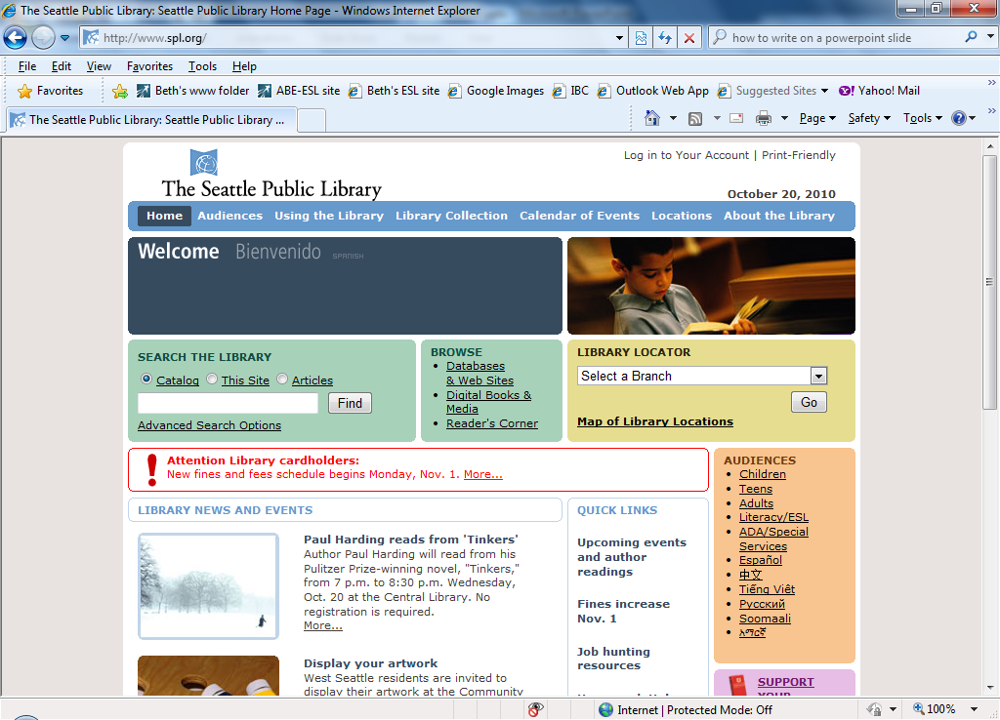 The Seattle Public Library: Seattle Public Library Home Page - Windows Internet Explorer
http://www.spl.org/
how to write on a powerpoint slide
File Edit View Favorites Tools Help
Favorites Beth's www folder ABE-ESL site Beth's ESL site Google Images IBC Outlook Web App Suggested Sites Yahoo! Mail
The Seattle Public Library: Seattle Public Library ...
Page Safety Tools
Log in to Your Account | Print-Friendly
The Seattle Public Library
October 20, 2010
Home Audiences Using the Library Library Collection Calendar of Events Locations About the Library
Welcome Bienvenido SPANISH
SEARCH THE LIBRARY
Catalog This Site Articles
Find
Advanced Search Options
BROWSE
Databases
& Web Sites
Digital Books &
Media
Reader's Corner
LIBRARY LOCATOR
Select a Branch
Go
Map of Library Locations
Attention Library cardholders:
New fines and fees schedule begins Monday, Nov. 1. More...
LIBRARY NEWS AND EVENTS
Paul Harding reads from 'Tinkers'
Author Paul Harding will read from his
Pulitzer Prize-winning novel, "Tinkers,"
from 7 p.m. to 8:30 p.m. Wednesday,
Oct. 20 at the Central Library. No
registration is required.
More...
Display your artwork
West Seattle residents are invited to
display their artwork at the Community
QUICK LINKS
Upcoming events
and author
readings
Fines increase
Nov. 1
Job hunting
resources
AUDIENCES
Children
Teens
Adults
Literacy/ESL
ADA/Special
Services
Español
中文
Tiếng Việt
Русский
Soomaali
አማርኛ
SUPPORT
YOUR
Internet | Protected Mode: Off
100%